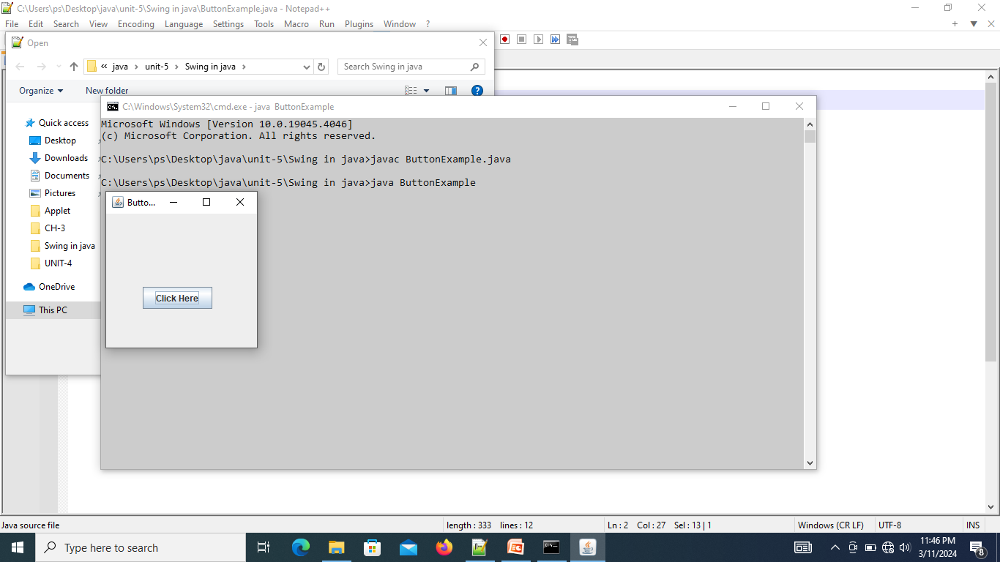 C:\Users\ps\Desktop\java\unit-5\Swing in java\ButtonExample.java - Notepad++
File Edit Search View Encoding Language Settings Tools Macro Run Plugins Window ?
Open
« java › unit-5 › Swing in java ›
Search Swing in java
Organize New folder
Quick access
Desktop
Downloads
Documents
Pictures
Applet
CH-3
Swing in java
UNIT-4
OneDrive
This PC
C:\Windows\System32\cmd.exe - java ButtonExample
Microsoft Windows [Version 10.0.19045.4046]
(c) Microsoft Corporation. All rights reserved.
C:\Users\ps\Desktop\java\unit-5\Swing in java>javac ButtonExample.java
C:\Users\ps\Desktop\java\unit-5\Swing in java>java ButtonExample
Butto...
Click Here
Java source file length : 333 lines : 12 Ln : 2 Col : 27 Sel : 13 | 1 Windows (CR LF) UTF-8 INS
Type here to search
11:46 PM
3/11/2024
8